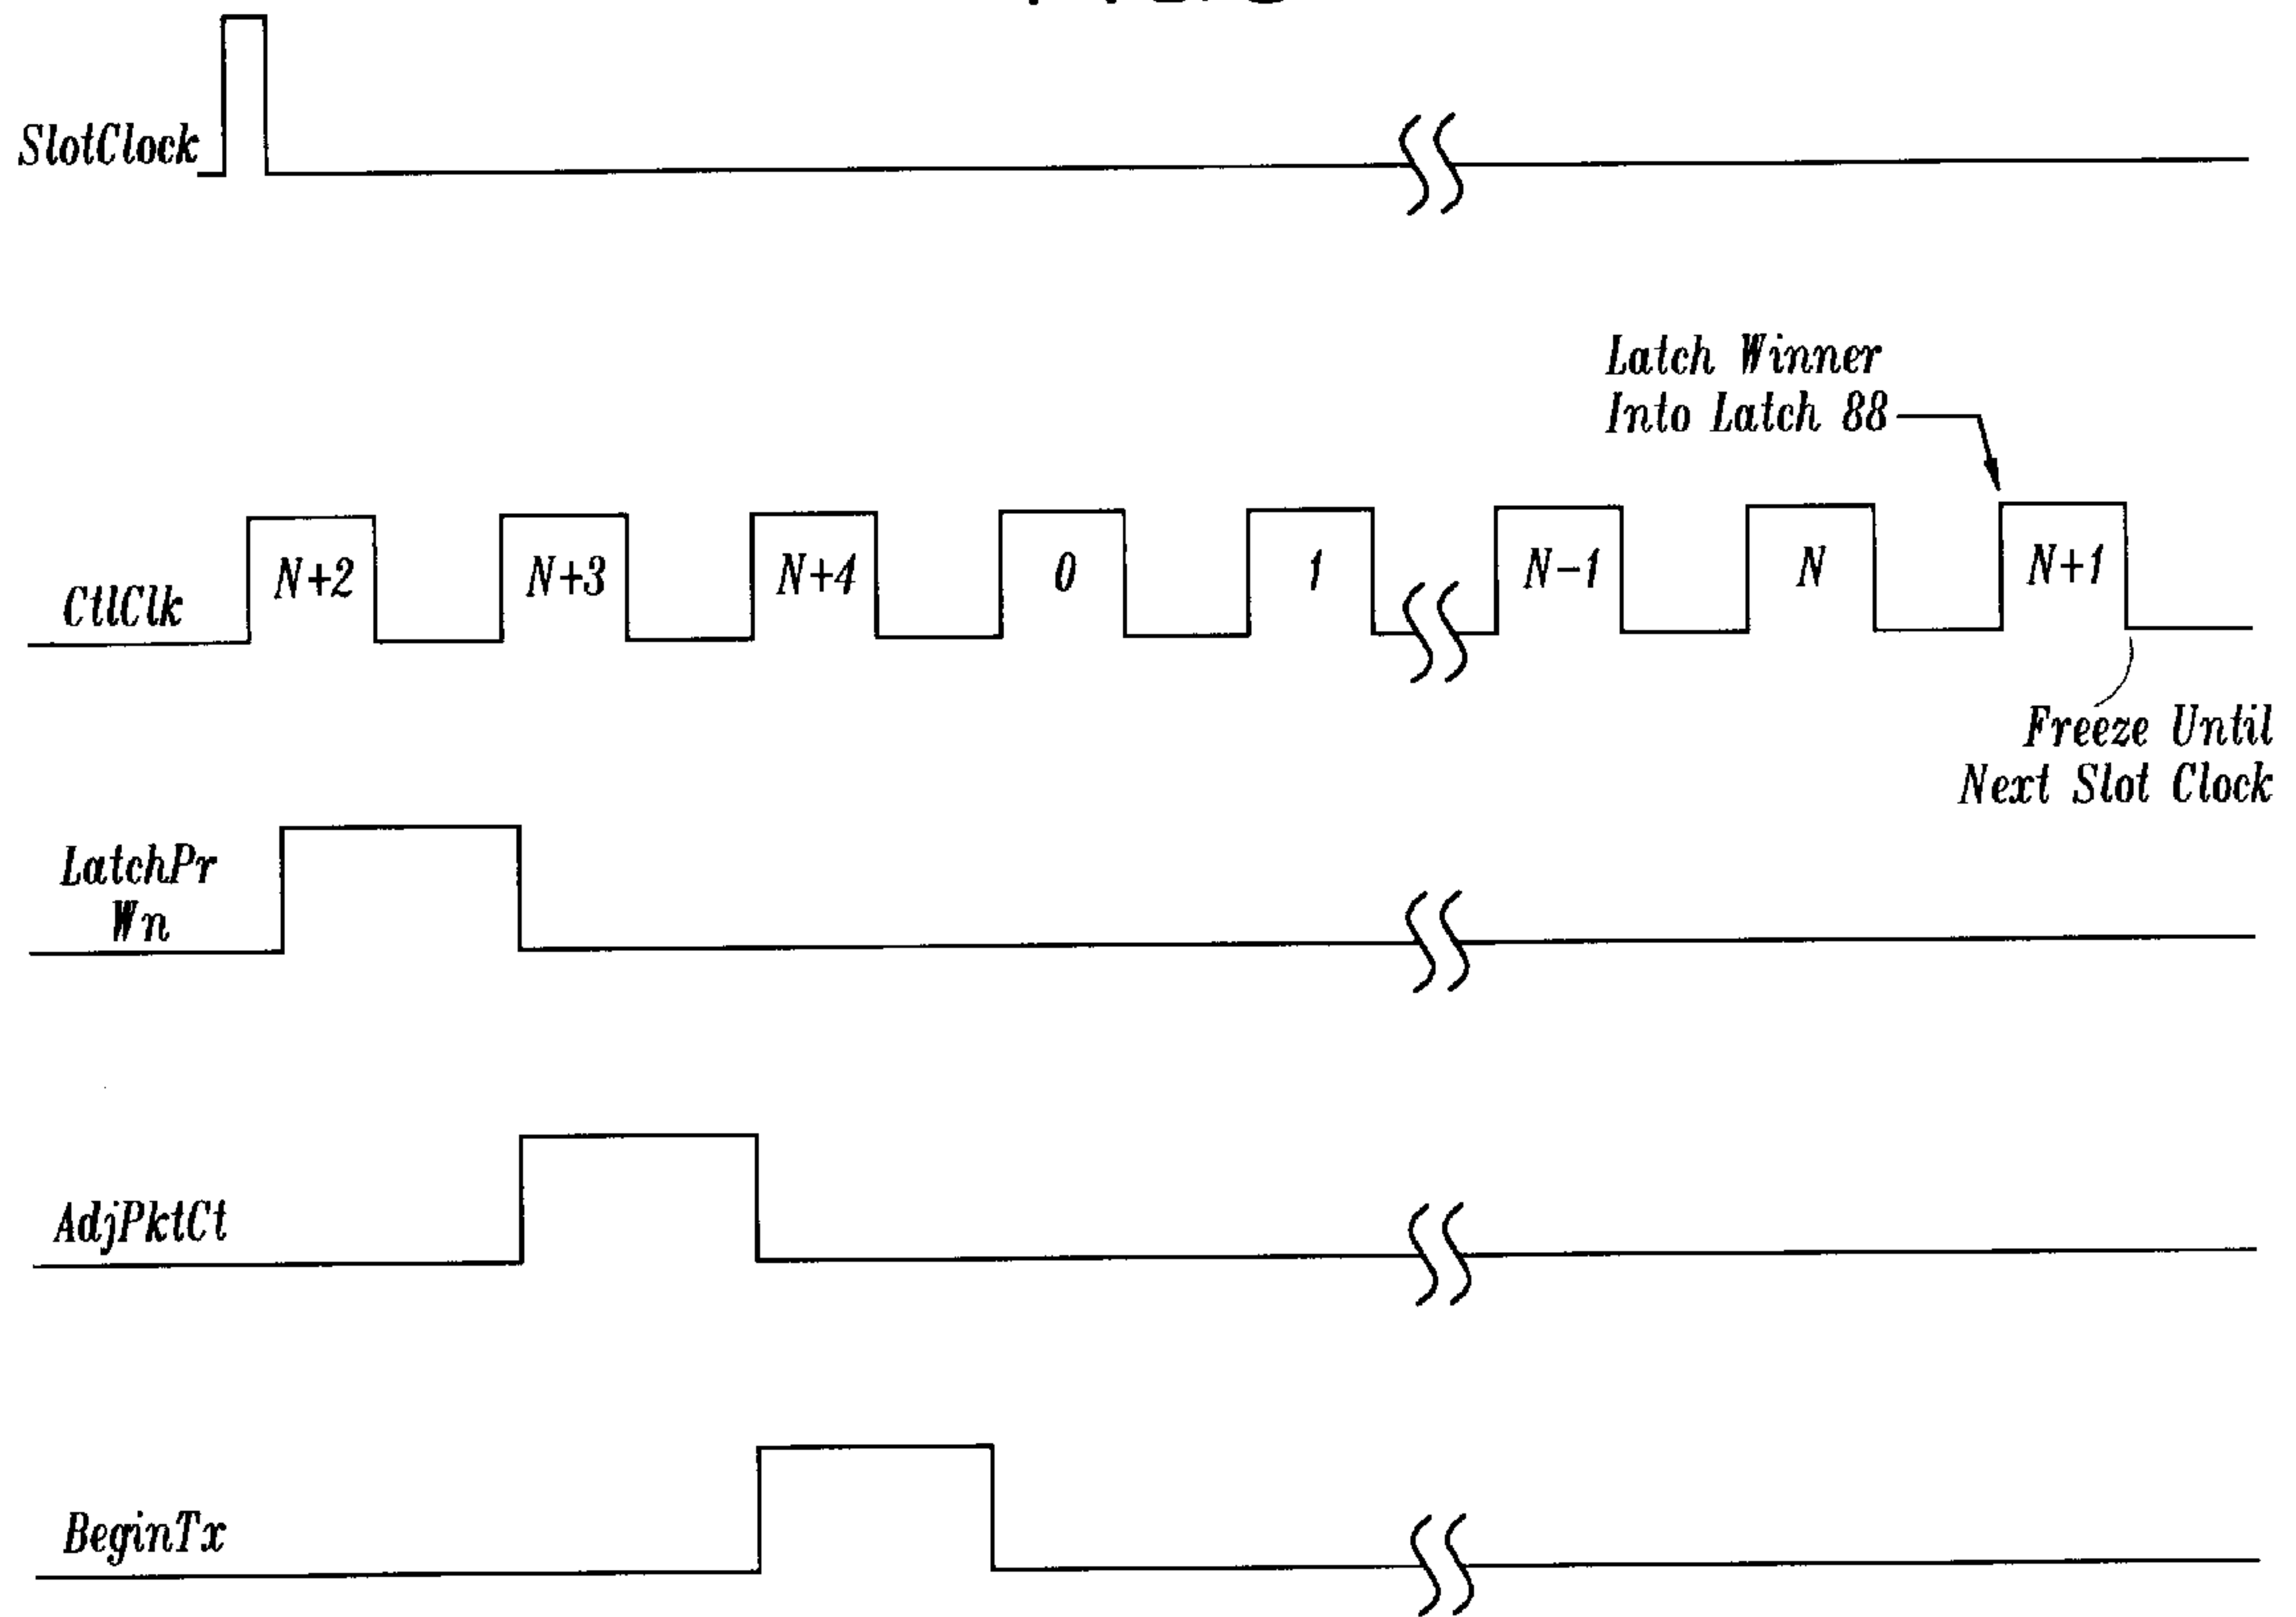 SlotClock
Latch Winner
Into Latch 88
CtlClk
N+2
N+3
N+4
0
1
N-1
N
N+1
Freeze Until
Next Slot Clock
LatchPr
Wn
AdjPktCt
BeginTx